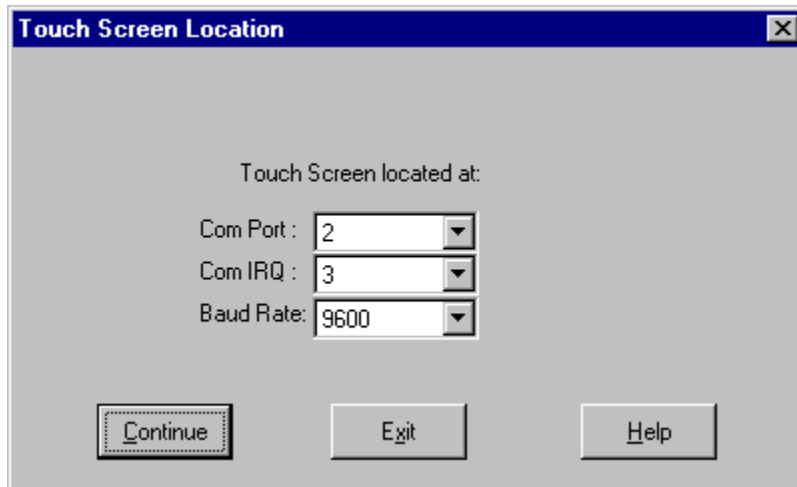 Touch Screen Location
Touch Screen located at:
Com Port : 2
Com IRQ : 3
Baud Rate: 9600
Continue Exit Help